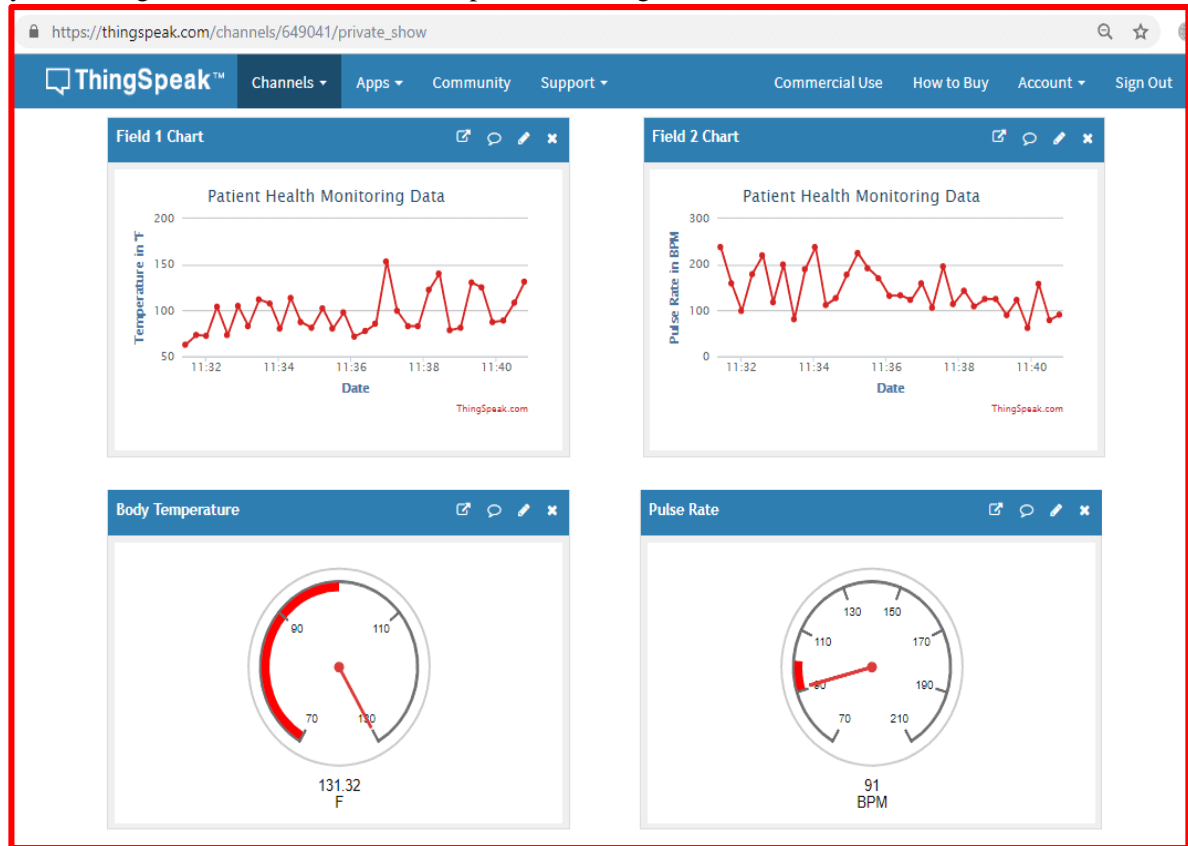 https://thingspeak.com/channels/649041/private_show
ThingSpeak™ Channels Apps Community Support Commercial Use How to Buy Account Sign Out
Field 1 Chart
Patient Health Monitoring Data
Temperature in °F
200
150
100
50
11:32 11:34 11:36 11:38 11:40
Date
ThingSpeak.com
Field 2 Chart
Patient Health Monitoring Data
Pulse Rate in BPM
300
200
100
0
11:32 11:34 11:36 11:38 11:40
Date
ThingSpeak.com
Body Temperature
90 110
70 130
131.32
F
Pulse Rate
130 150
110 170
90 190
70 210
91
BPM